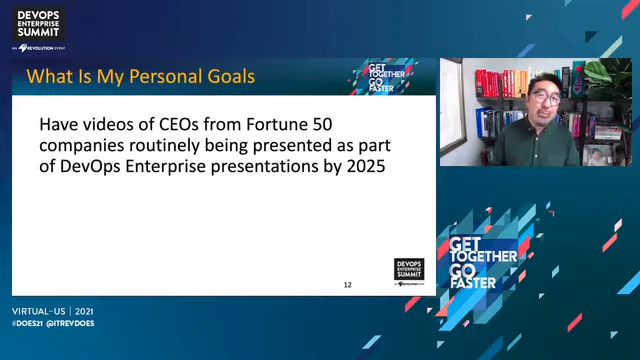 DEVOPS
ENTERPRISE
SUMMIT
AN IT REVOLUTION EVENT
What Is My Personal Goals
GET
TOGETHER
GO
FASTER
Have videos of CEOs from Fortune 50
companies routinely being presented as part
of DevOps Enterprise presentations by 2025
DEVOPS
ENTERPRISE
SUMMIT
12
GET
TOGETHER
GO
FASTER
VIRTUAL-US | 2021
#DOES21 @ITREVDOES